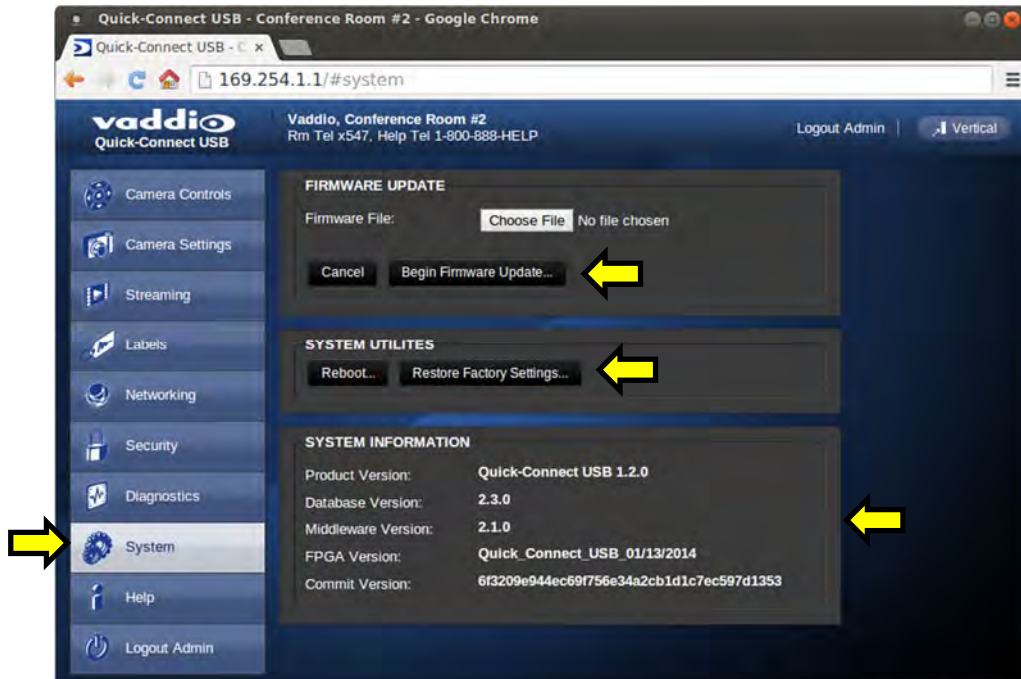 Quick-Connect USB - Conference Room #2 - Google Chrome
Quick-Connect USB - C
169.254.1.1/#system
vaddio
Quick-Connect USB
Vaddio, Conference Room #2
Rm Tel x547, Help Tel 1-800-888-HELP
Logout Admin
Vertical
Camera Controls
Camera Settings
Streaming
Labels
Networking
Security
Diagnostics
System
Help
Logout Admin
FIRMWARE UPDATE
Firmware File: Choose File No file chosen
Cancel Begin Firmware Update...
SYSTEM UTILITES
Reboot... Restore Factory Settings...
SYSTEM INFORMATION
Product Version: Quick-Connect USB 1.2.0
Database Version: 2.3.0
Middleware Version: 2.1.0
FPGA Version: Quick_Connect_USB_01/13/2014
Commit Version: 6f3209e944ec69f756e34a2cb1d1c7ec597d1353